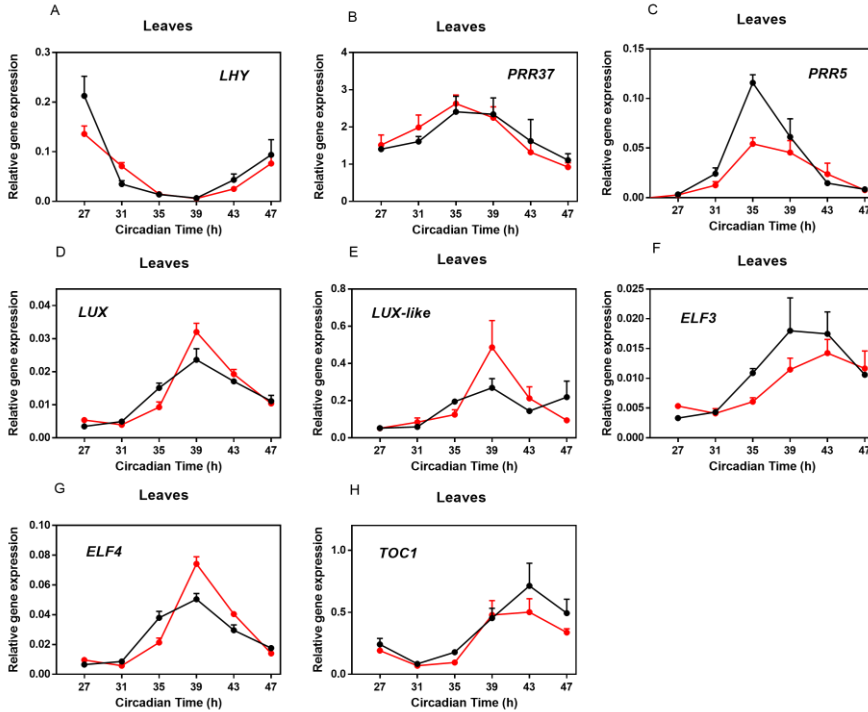 A
Leaves
Relative gene expression
LHY
0.3
0.2
0.1
0.0
27 31 35 39 43 47
Circadian Time (h)
B
Leaves
Relative gene expression
PRR37
4
3
2
1
0
27 31 35 39 43 47
Circadian Time (h)
C
Leaves
Relative gene expression
PRR5
0.15
0.10
0.05
0.00
27 31 35 39 43 47
Circadian Time (h)
D
Leaves
Relative gene expression
LUX
0.04
0.03
0.02
0.01
0.00
27 31 35 39 43 47
Circadian Time (h)
E
Leaves
Relative gene expression
LUX-like
0.8
0.6
0.4
0.2
0.0
27 31 35 39 43 47
Circadian Time (h)
F
Leaves
Relative gene expression
ELF3
0.025
0.020
0.015
0.010
0.005
0.000
27 31 35 39 43 47
Circadian Time (h)
G
Leaves
Relative gene expression
ELF4
0.10
0.08
0.06
0.04
0.02
0.00
27 31 35 39 43 47
Circadian Time (h)
H
Leaves
Relative gene expression
TOC1
1.0
0.5
0.0
27 31 35 39 43 47
Circadian Time (h)